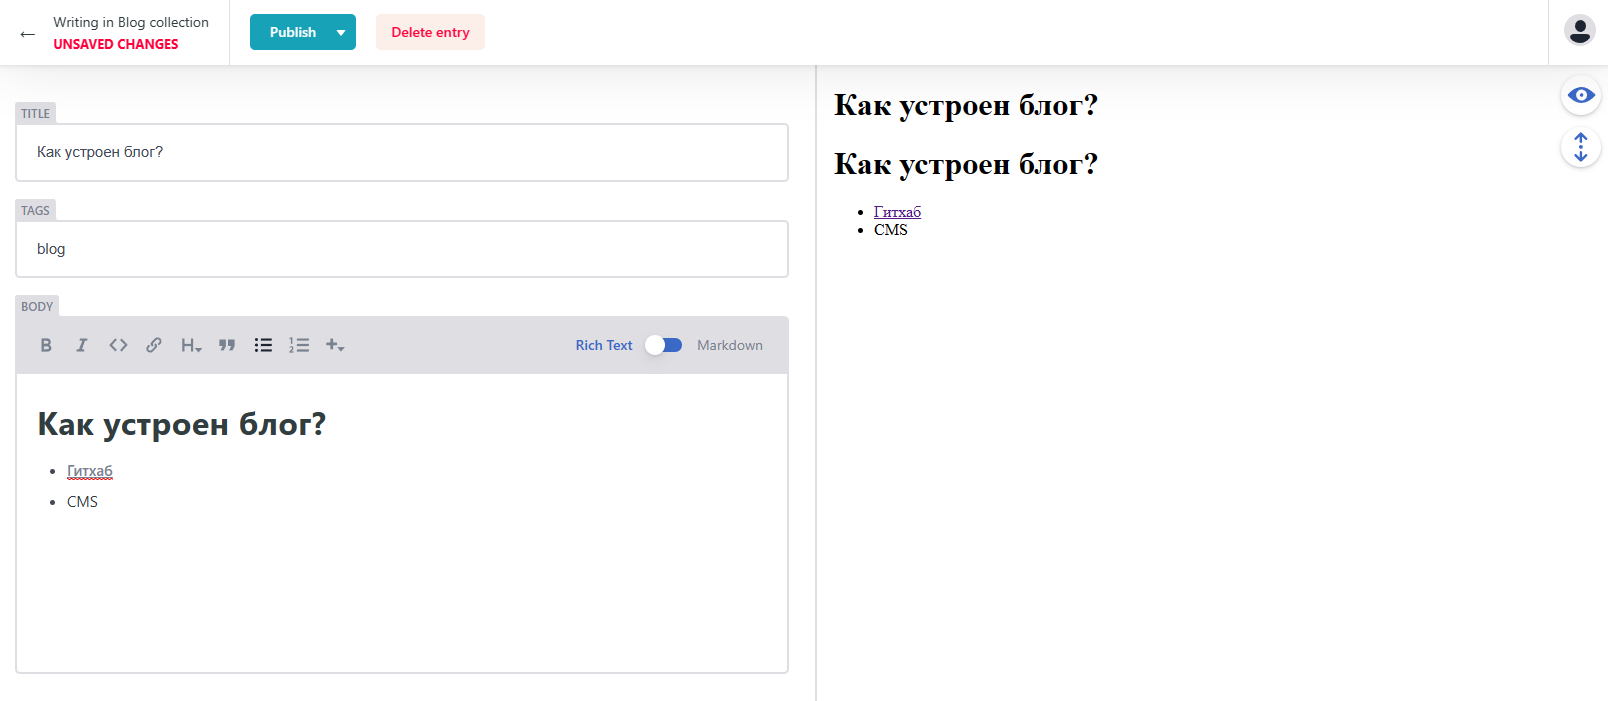 Writing in Blog collection
UNSAVED CHANGES
Publish
Delete entry
TITLE
Как устроен блог?
TAGS
blog
BODY
B I H
Rich Text Markdown
Как устроен блог?
Гитхаб
CMS
Как устроен блог?
Как устроен блог?
Гитхаб
CMS